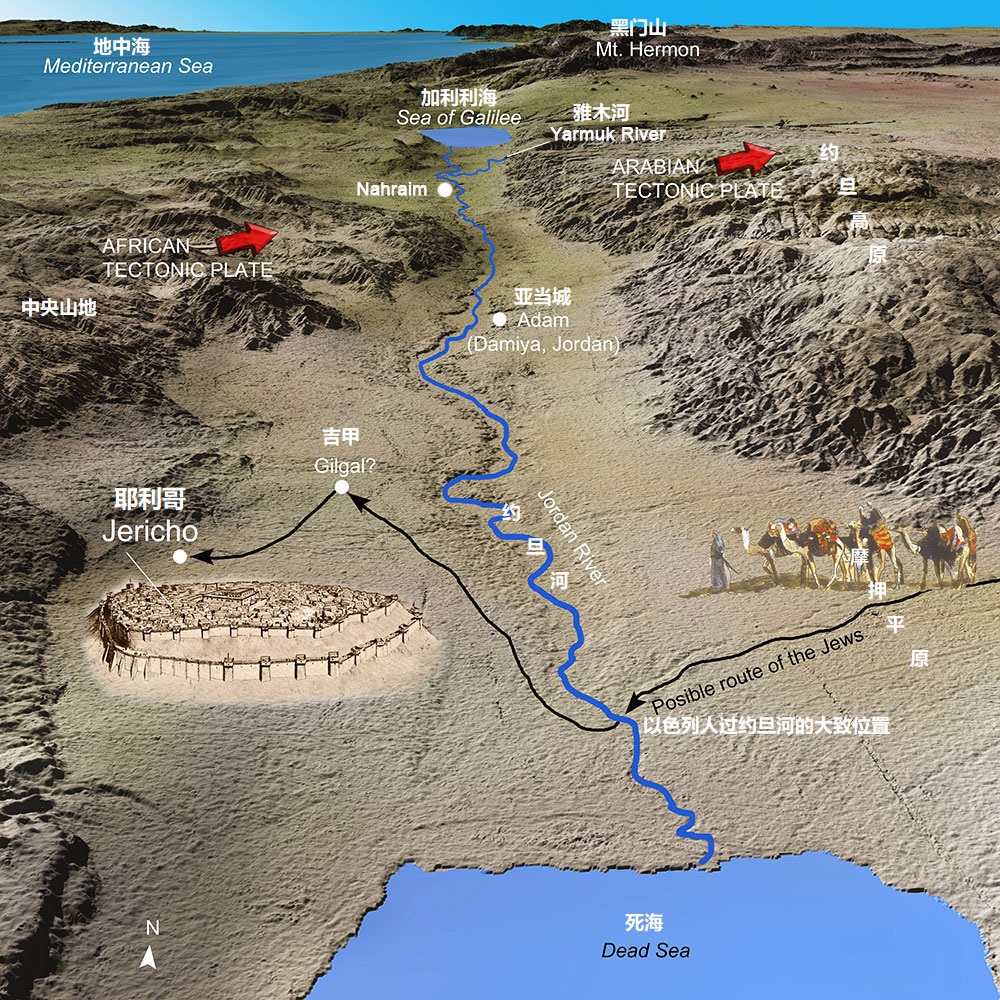 地中海
Mediterranean Sea
黑门山
Mt. Hermon
加利利海
Sea of Galilee
雅木河
Yarmuk River
Nahraim
ARABIAN
TECTONIC PLATE
约旦高原
AFRICAN
TECTONIC PLATE
中央山地
亚当城
Adam
(Damiya, Jordan)
吉甲
Gilgal?
耶利哥
Jericho
Jordan River
约旦河
摩押平原
Posible route of the Jews
以色列人过约旦河的大致位置
N
死海
Dead Sea